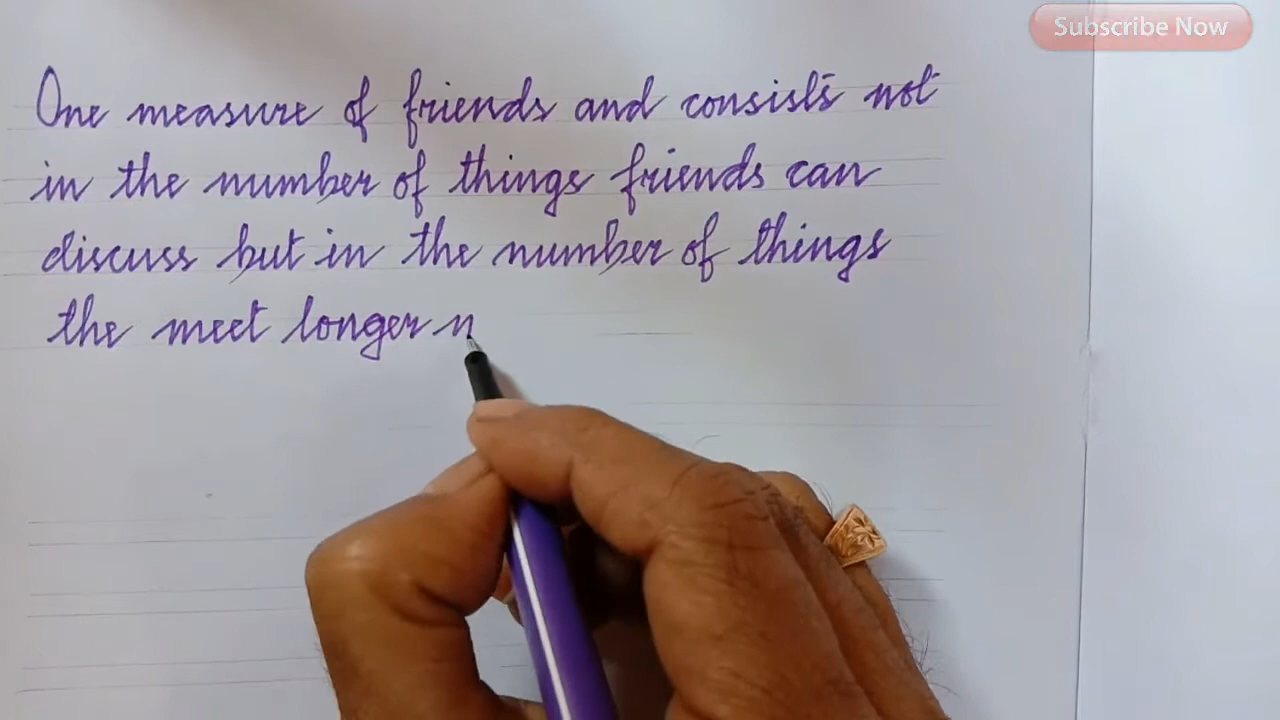 Subscribe Now
One measure of friends and consists not
in the number of things friends can
discuss but in the number of things
the meet longer n